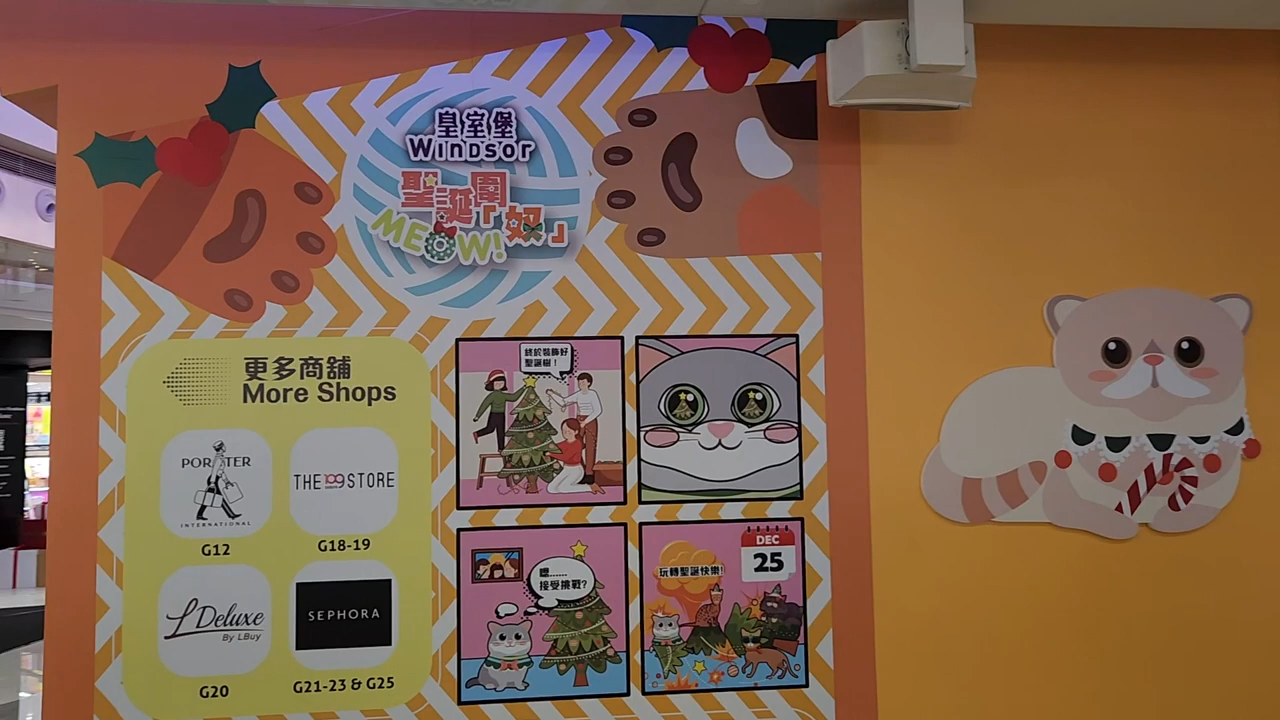 皇室堡
WINDSOR
聖誕圍「奴」
MEOW!
更多商舖
More Shops
PORTER
INTERNATIONAL
G12
THE 109 STORE
G18-19
L Deluxe
By LBuy
G20
SEPHORA
G21-23 & G25
終於裝飾好
聖誕樹！
嗯......
接受挑戰?
玩轉聖誕快樂!
DEC
25